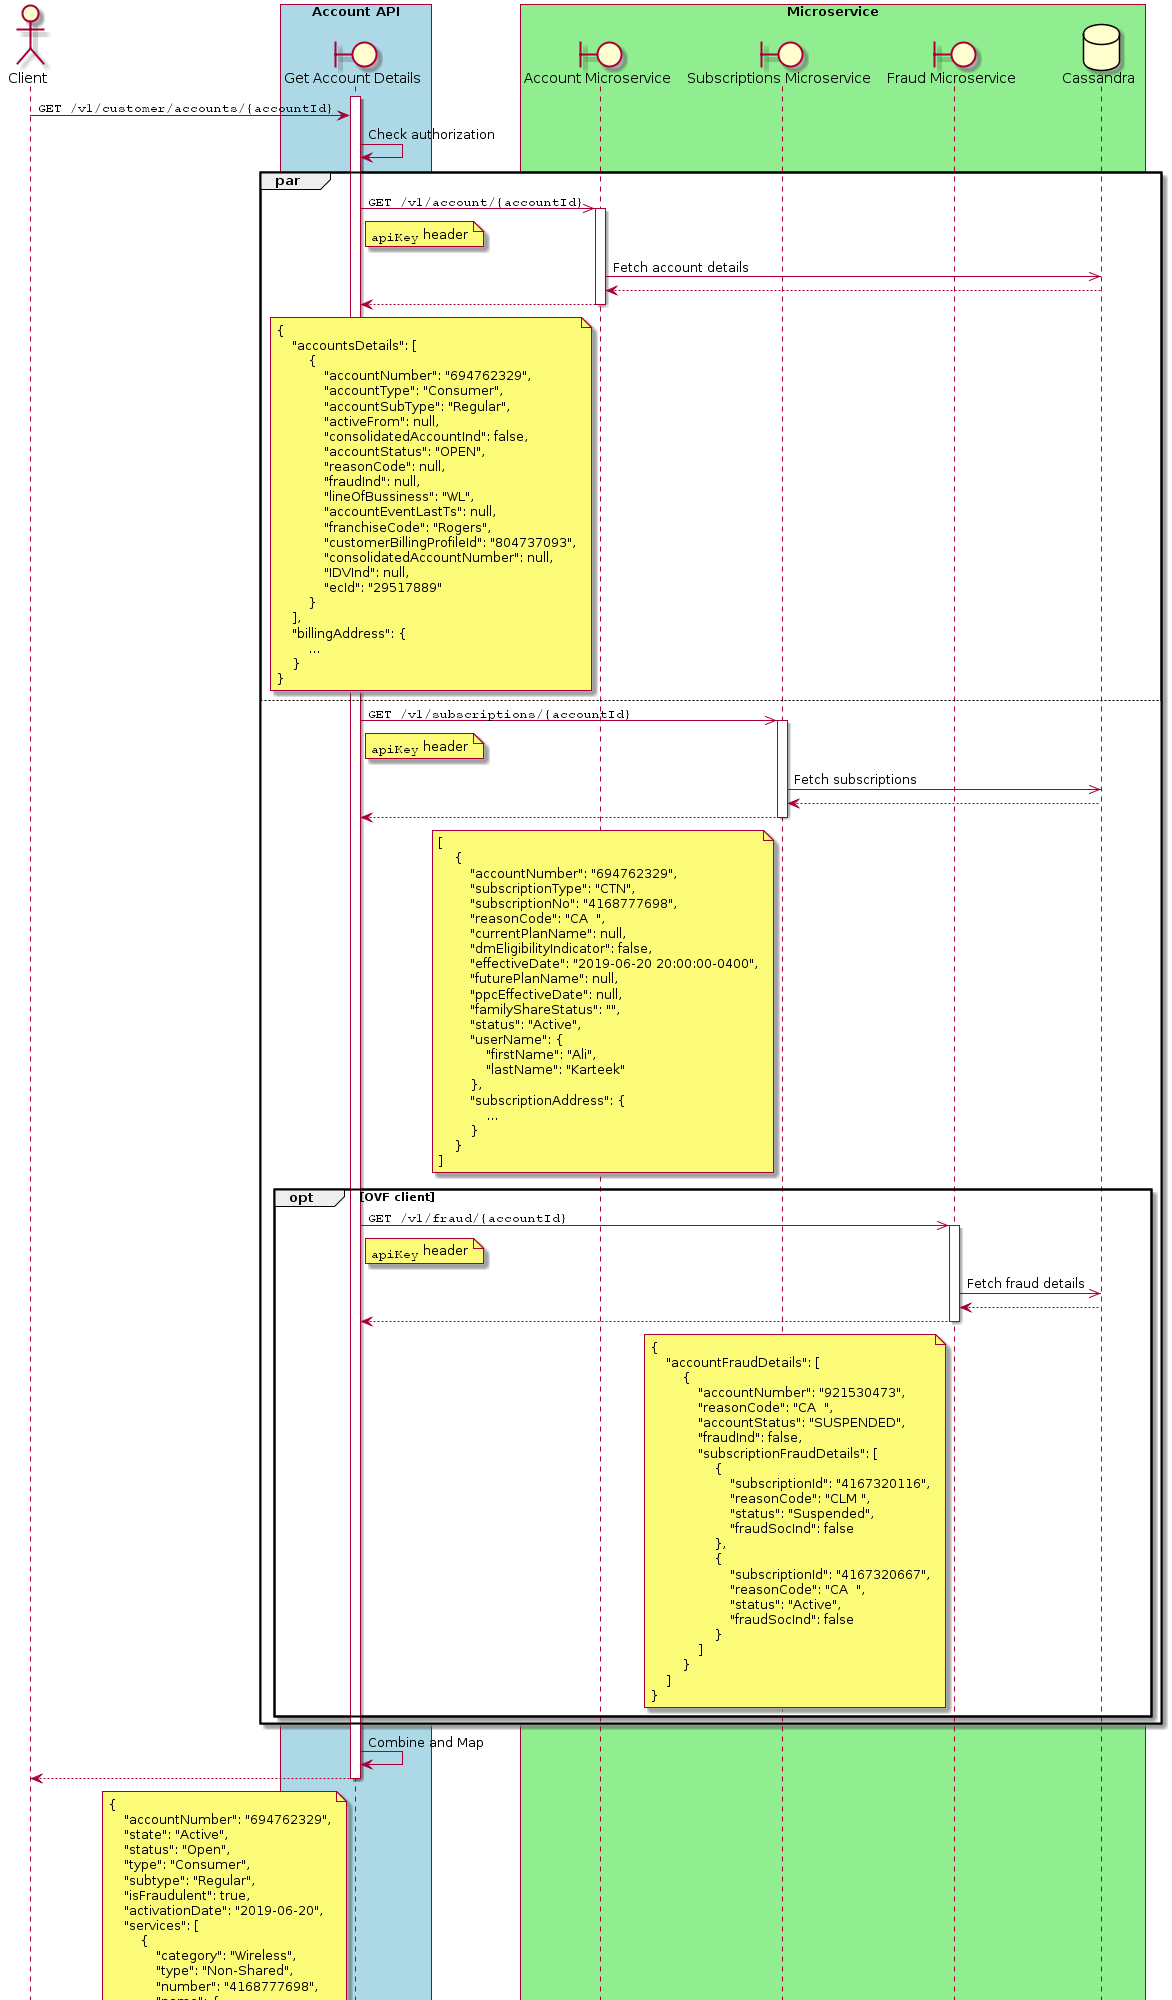 Account API
Microservice
Client
Get Account Details
Account Microservice
Subscriptions Microservice
Fraud Microservice
Cassandra
GET /v1/customer/accounts/{accountId}
Check authorization
par
GET /v1/account/{accountId}
apiKey header
Fetch account details
{
"accountsDetails": [
{
"accountNumber": "694762329",
"accountType": "Consumer",
"accountSubType": "Regular",
"activeFrom": null,
"consolidatedAccountInd": false,
"accountStatus": "OPEN",
"reasonCode": null,
"fraudInd": null,
"lineOfBussiness": "WL",
"accountEventLastTs": null,
"franchiseCode": "Rogers",
"customerBillingProfileId": "804737093",
"consolidatedAccountNumber": null,
"IDVInd": null,
"ecId": "29517889"
}
],
"billingAddress": {
...
}
}
GET /v1/subscriptions/{accountId}
apiKey header
Fetch subscriptions
[
{
"accountNumber": "694762329",
"subscriptionType": "CTN",
"subscriptionNo": "4168777698",
"reasonCode": "CA  ",
"currentPlanName": null,
"dmEligibilityIndicator": false,
"effectiveDate": "2019-06-20 20:00:00-0400",
"futurePlanName": null,
"ppcEffectiveDate": null,
"familyShareStatus": "",
"status": "Active",
"userName": {
"firstName": "Ali",
"lastName": "Karteek"
},
"subscriptionAddress": {
...
}
}
]
opt [OVF client]
GET /v1/fraud/{accountId}
apiKey header
Fetch fraud details
{
"accountFraudDetails": [
{
"accountNumber": "921530473",
"reasonCode": "CA  ",
"accountStatus": "SUSPENDED",
"fraudInd": false,
"subscriptionFraudDetails": [
{
"subscriptionId": "4167320116",
"reasonCode": "CLM ",
"status": "Suspended",
"fraudSocInd": false
},
{
"subscriptionId": "4167320667",
"reasonCode": "CA  ",
"status": "Active",
"fraudSocInd": false
}
]
}
]
}
Combine and Map
{
"accountNumber": "694762329",
"state": "Active",
"status": "Open",
"type": "Consumer",
"subtype": "Regular",
"isFraudulent": true,
"activationDate": "2019-06-20",
"services": [
{
"category": "Wireless",
"type": "Non-Shared",
"number": "4168777698",